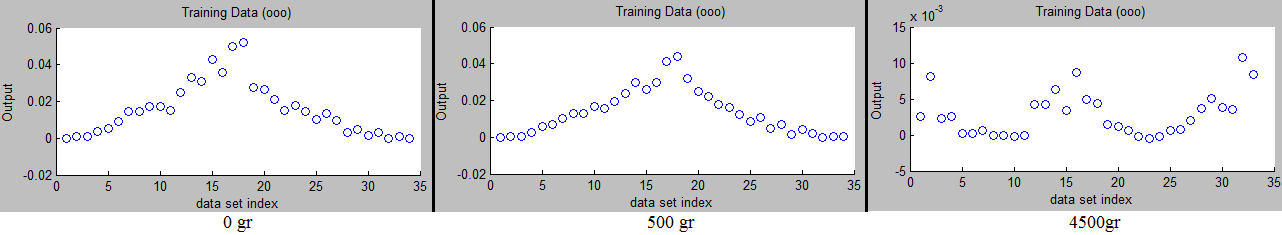 Training Data (ooo)
0.06
0.04
0.02
0
-0.02
Output
0 5 10 15 20 25 30 35
data set index
0 gr
Training Data (ooo)
0.06
0.04
0.02
0
-0.02
Output
0 5 10 15 20 25 30 35
data set index
500 gr
x 10^-3
Training Data (ooo)
15
10
5
0
-5
Output
0 5 10 15 20 25 30 35
data set index
4500gr